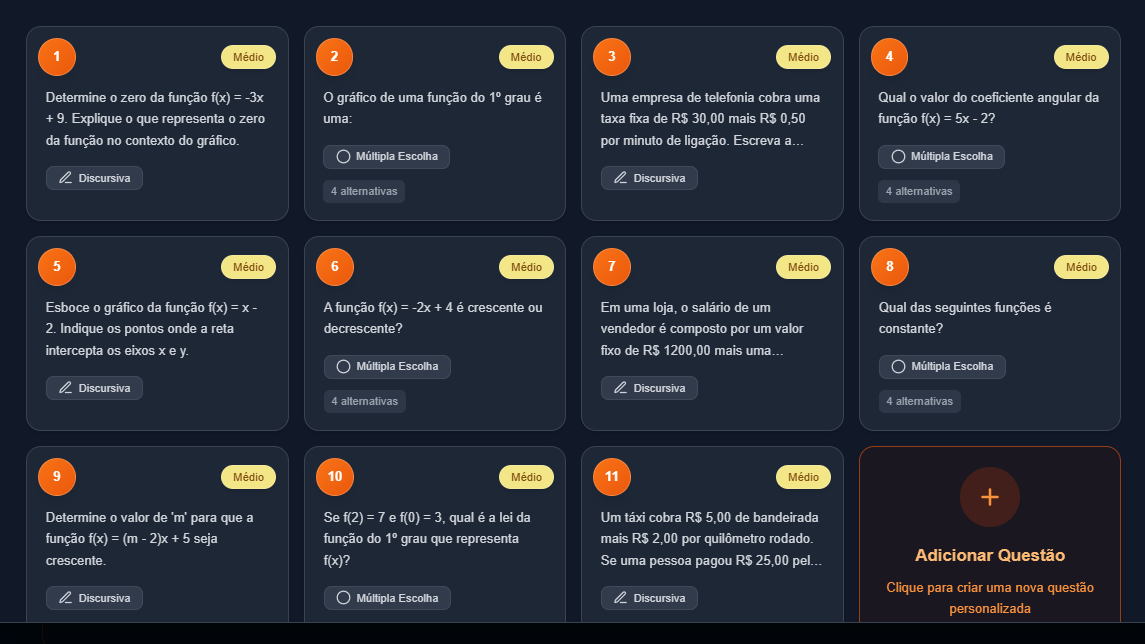 1
Médio
Determine o zero da função f(x) = -3x
+ 9. Explique o que representa o zero
da função no contexto do gráfico.
Discursiva
2
Médio
O gráfico de uma função do 1º grau é
uma:
Múltipla Escolha
4 alternativas
3
Médio
Uma empresa de telefonia cobra uma
taxa fixa de R$ 30,00 mais R$ 0,50
por minuto de ligação. Escreva a...
Discursiva
4
Médio
Qual o valor do coeficiente angular da
função f(x) = 5x - 2?
Múltipla Escolha
4 alternativas
5
Médio
Esboce o gráfico da função f(x) = x -
2. Indique os pontos onde a reta
intercepta os eixos x e y.
Discursiva
6
Médio
A função f(x) = -2x + 4 é crescente ou
decrescente?
Múltipla Escolha
4 alternativas
7
Médio
Em uma loja, o salário de um
vendedor é composto por um valor
fixo de R$ 1200,00 mais uma...
Discursiva
8
Médio
Qual das seguintes funções é
constante?
Múltipla Escolha
4 alternativas
9
Médio
Determine o valor de 'm' para que a
função f(x) = (m - 2)x + 5 seja
crescente.
Discursiva
10
Médio
Se f(2) = 7 e f(0) = 3, qual é a lei da
função do 1º grau que representa
f(x)?
Múltipla Escolha
11
Médio
Um táxi cobra R$ 5,00 de bandeirada
mais R$ 2,00 por quilômetro rodado.
Se uma pessoa pagou R$ 25,00 pel...
Discursiva
Adicionar Questão
Clique para criar uma nova questão
personalizada